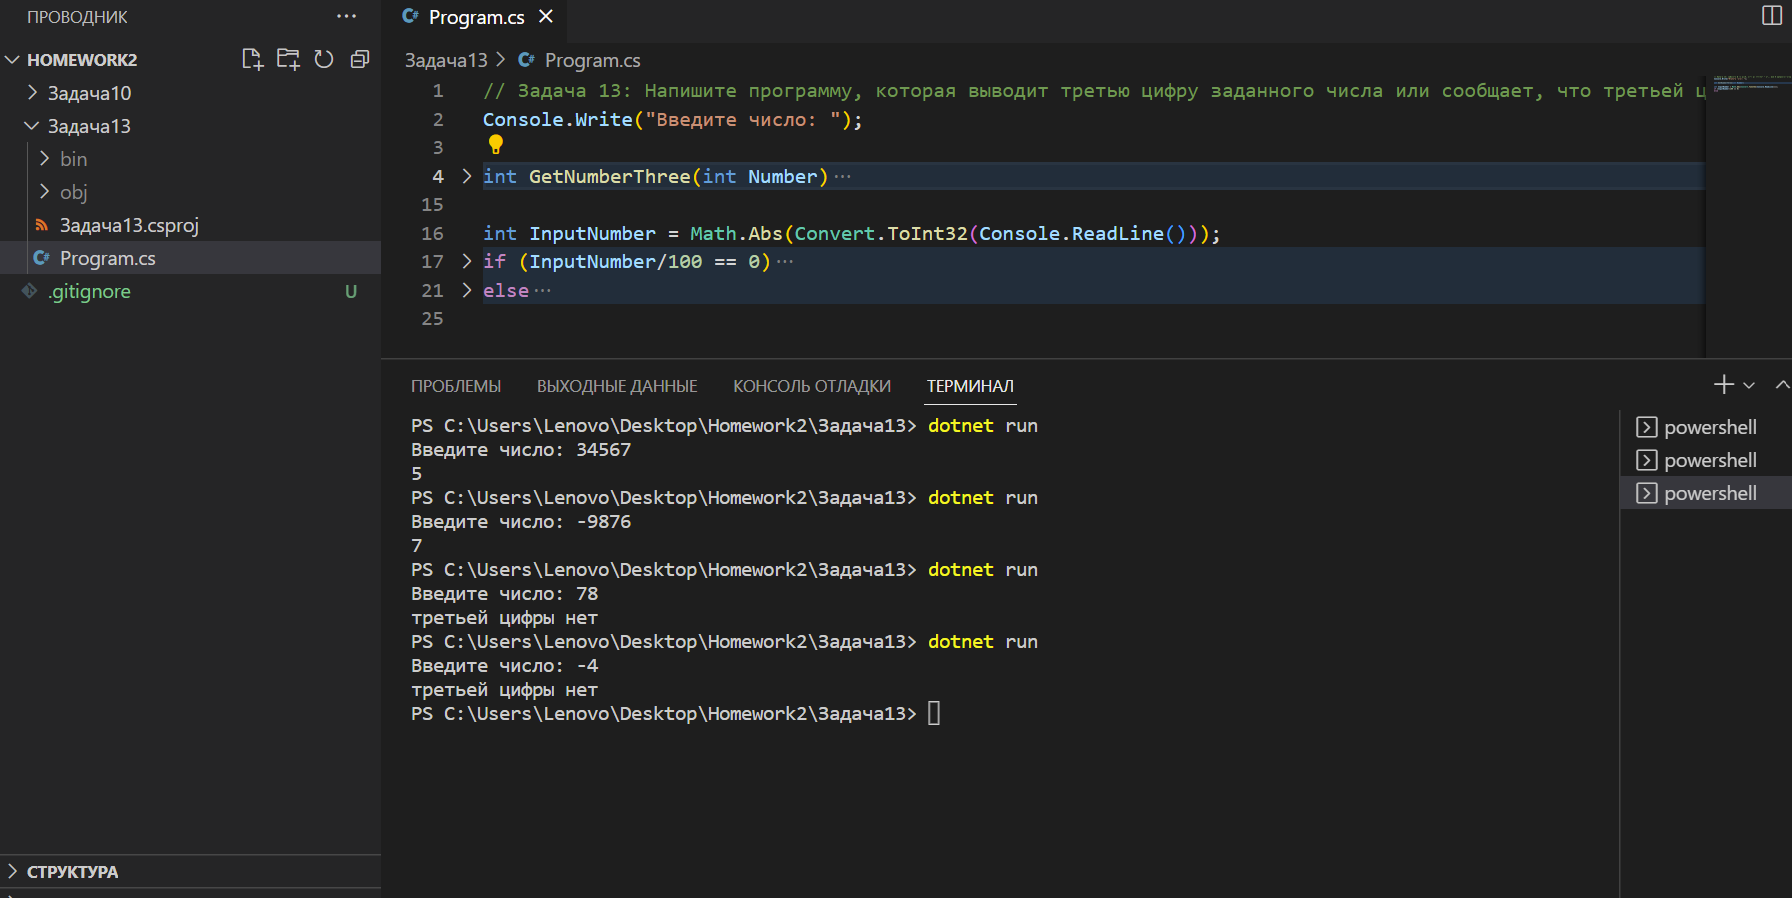 ПРОВОДНИК ···
HOMEWORK2
Задача10
Задача13
bin
obj
Задача13.csproj
C# Program.cs
.gitignore U
СТРУКТУРА
C# Program.cs
Задача13 > C# Program.cs
1 // Задача 13: Напишите программу, которая выводит третью цифру заданного числа или сообщает, что третьей ц
2 Console.Write("Введите число: ");
3
4 int GetNumberThree(int Number)···
15
16 int InputNumber = Math.Abs(Convert.ToInt32(Console.ReadLine()));
17 if (InputNumber/100 == 0)···
21 else···
25
ПРОБЛЕМЫ ВЫХОДНЫЕ ДАННЫЕ КОНСОЛЬ ОТЛАДКИ ТЕРМИНАЛ
PS C:\Users\Lenovo\Desktop\Homework2\Задача13> dotnet run
Введите число: 34567
5
PS C:\Users\Lenovo\Desktop\Homework2\Задача13> dotnet run
Введите число: -9876
7
PS C:\Users\Lenovo\Desktop\Homework2\Задача13> dotnet run
Введите число: 78
третьей цифры нет
PS C:\Users\Lenovo\Desktop\Homework2\Задача13> dotnet run
Введите число: -4
третьей цифры нет
PS C:\Users\Lenovo\Desktop\Homework2\Задача13>
powershell
powershell
powershell